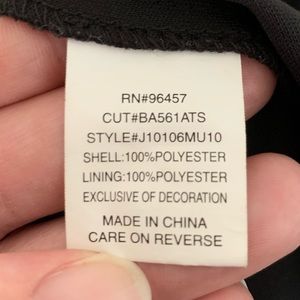 RN#96457
CUT#BA561ATS
STYLE#J10106MU10
SHELL:100%POLYESTER
LINING:100%POLYESTER
EXCLUSIVE OF DECORATION
MADE IN CHINA
CARE ON REVERSE